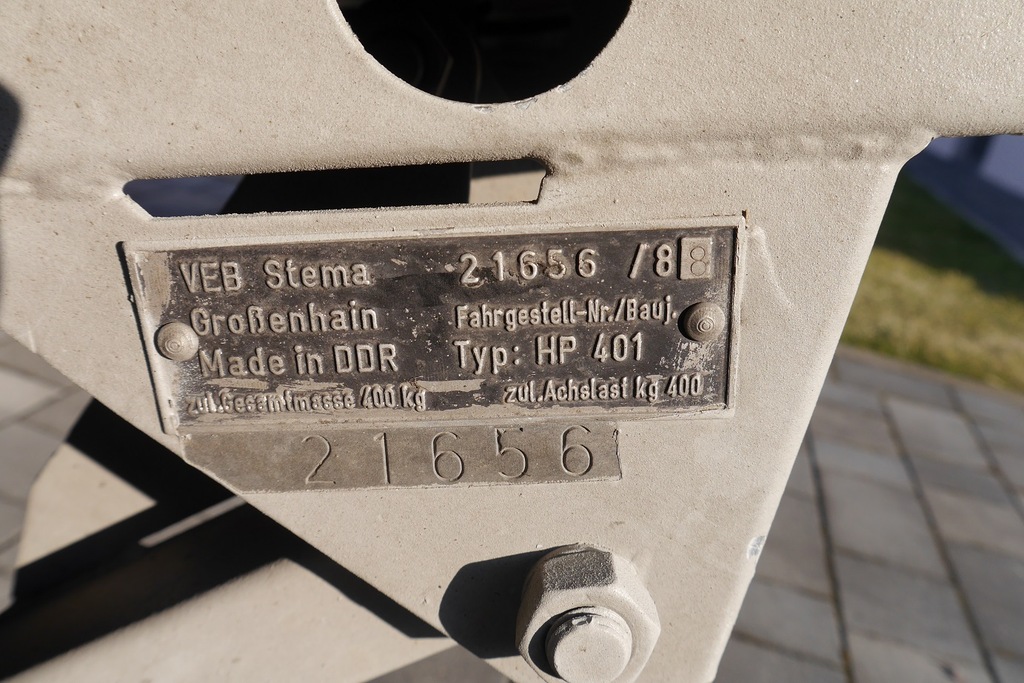 VEB Stema 21656 /88
Großenhain Fahrgestell-Nr./Bauj.
Made in DDR Typ: HP 401
zul.Gesamtmasse 400 kg zul.Achslast kg 400
21656